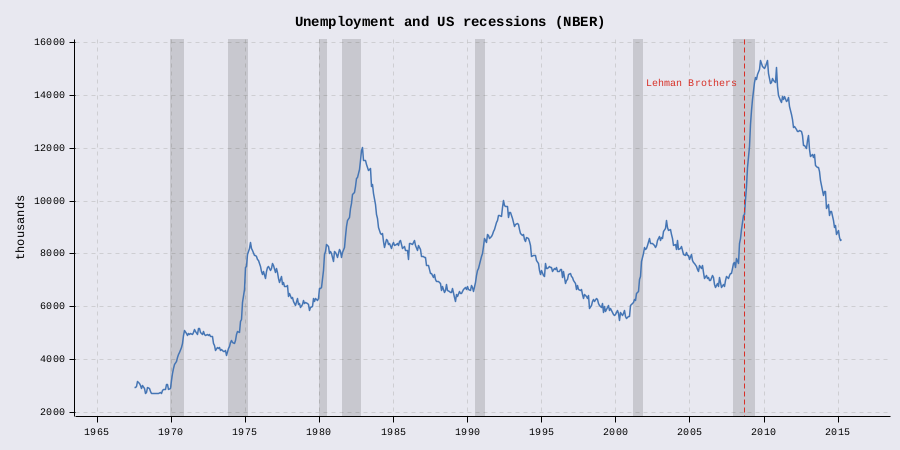 Unemployment and US recessions (NBER)
thousands
16000
14000
12000
10000
8000
6000
4000
2000
Lehman Brothers
1965 1970 1975 1980 1985 1990 1995 2000 2005 2010 2015